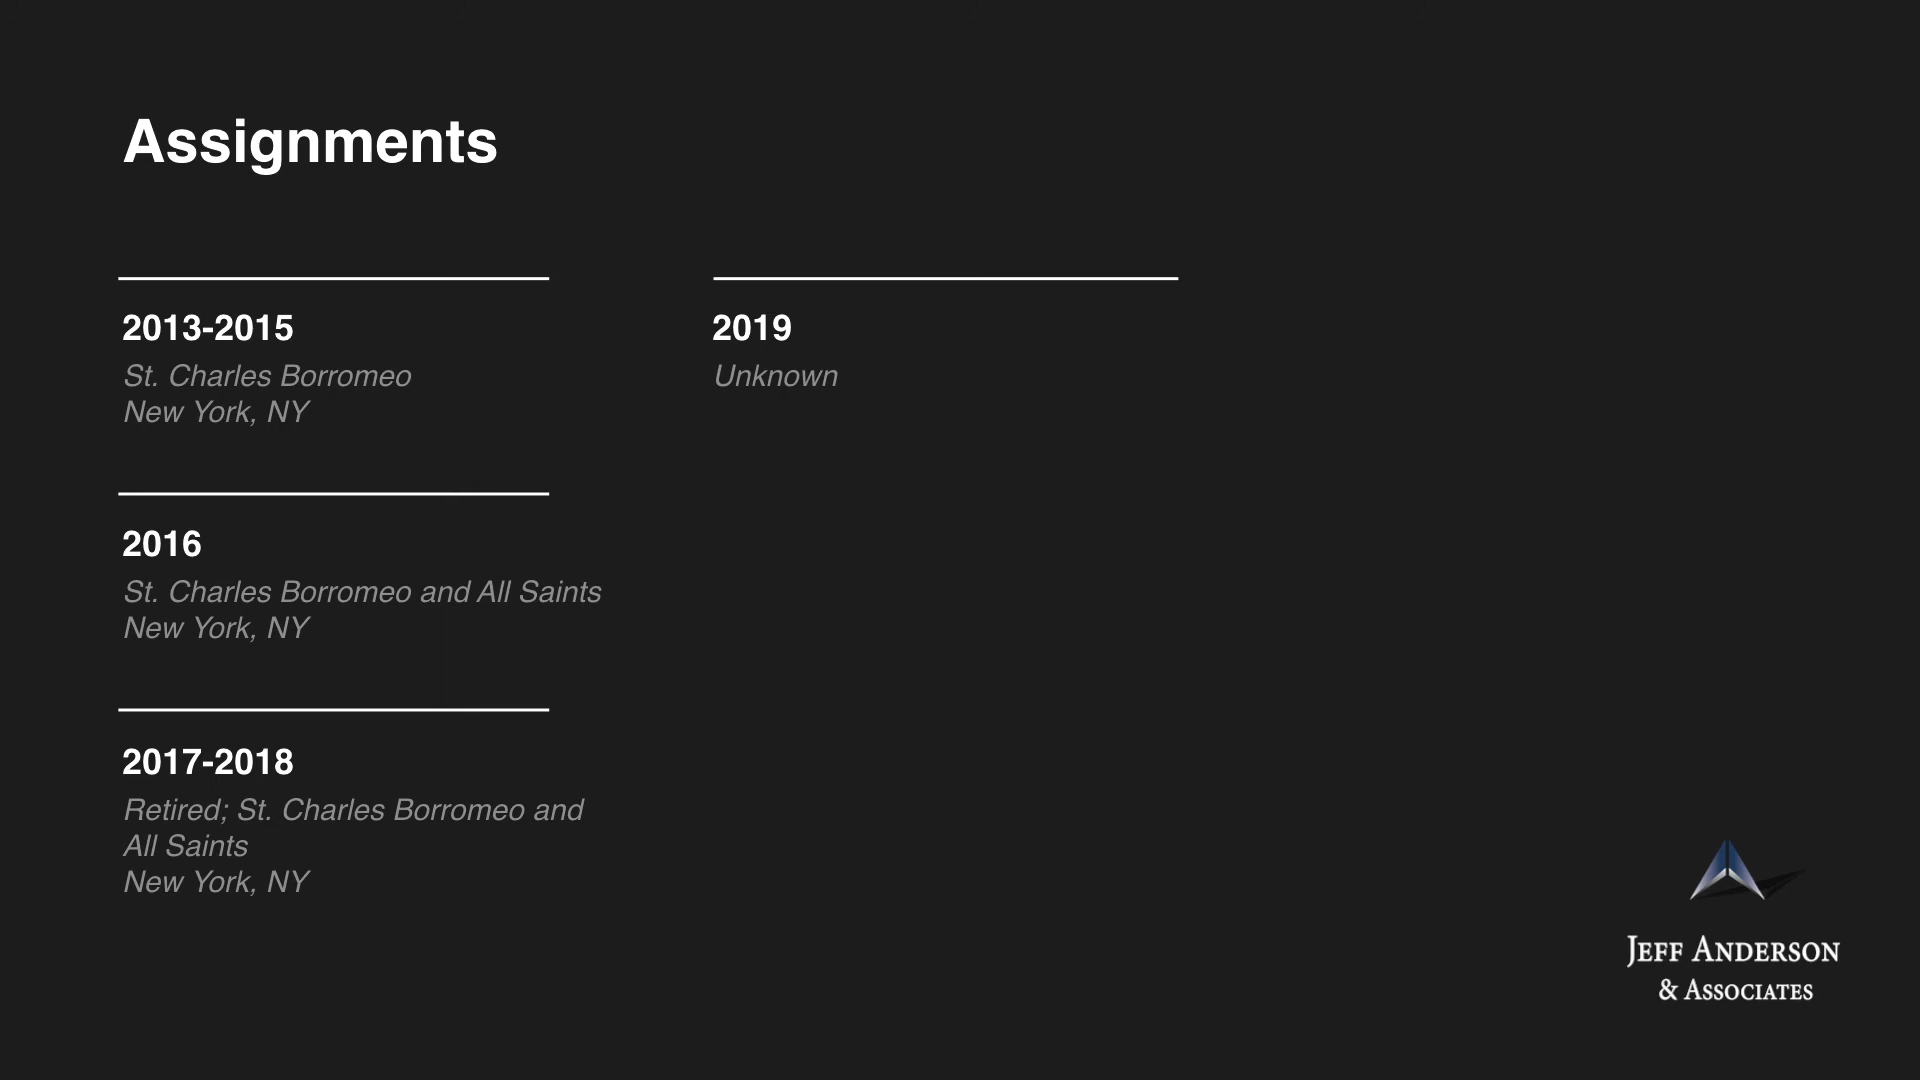 Assignments
2013-2015
St. Charles Borromeo
New York, NY
2016
St. Charles Borromeo and All Saints
New York, NY
2017-2018
Retired; St. Charles Borromeo and
All Saints
New York, NY
2019
Unknown
JEFF ANDERSON
& ASSOCIATES